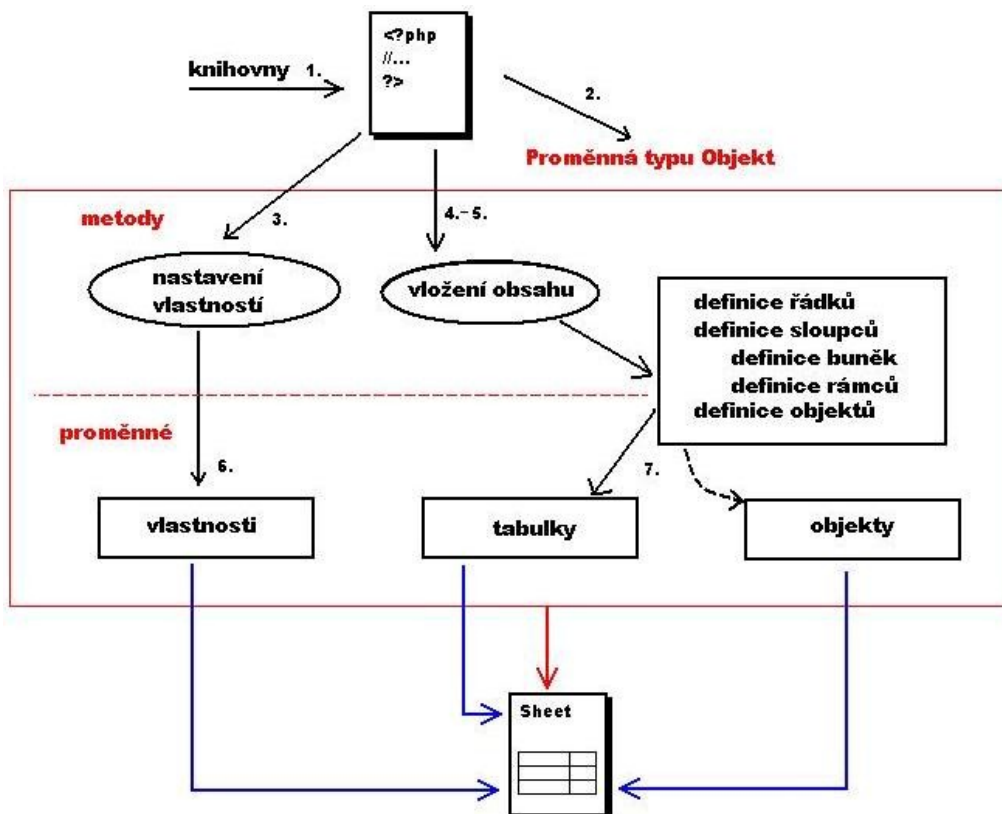 <?php
//...
?>
knihovny 1.
2.
Proměnná typu Objekt
metody
3.
4.-5.
nastavení
vlastností
vložení obsahu
definice řádků
definice sloupců
definice buněk
definice rámců
definice objektů
proměnné
6.
7.
vlastnosti
tabulky
objekty
Sheet